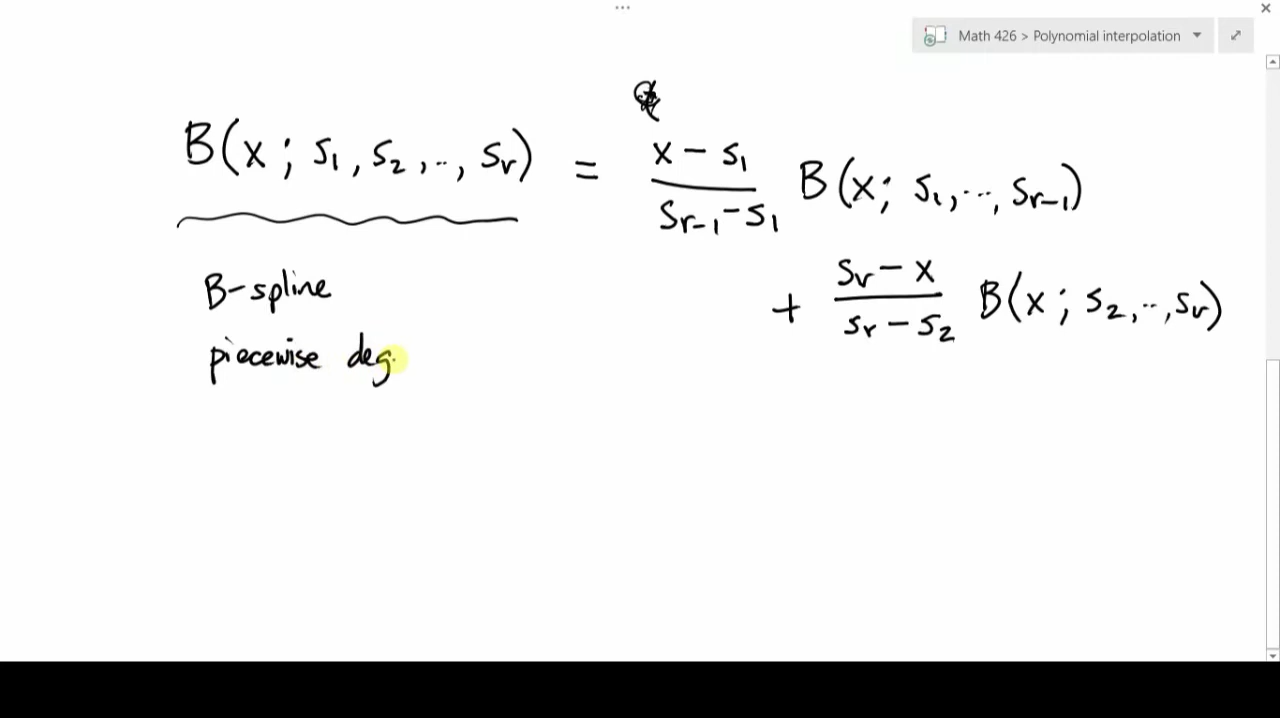 Math 426 > Polynomial interpolation
B(x; s₁, s₂, .., sᵣ) = (x - s₁)/(sᵣ₋₁ - s₁) B(x; s₁, ..., sᵣ₋₁)
+ (sᵣ - x)/(sᵣ - s₂) B(x; s₂, .., sᵣ)
B-spline
piecewise deg.